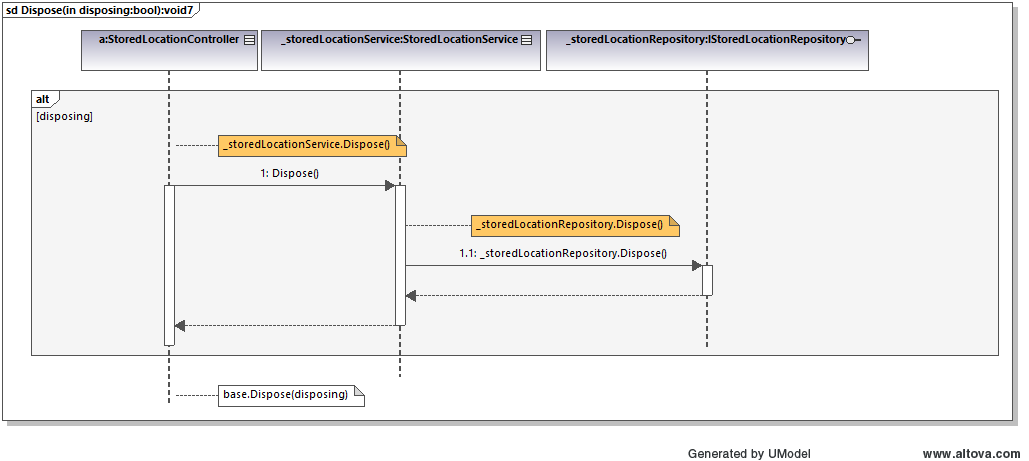 sd Dispose(in disposing:bool):void7
a:StoredLocationController
_storedLocationService:StoredLocationService
_storedLocationRepository:IStoredLocationRepository
alt
[disposing]
_storedLocationService.Dispose()
1: Dispose()
_storedLocationRepository.Dispose()
1.1: _storedLocationRepository.Dispose()
base.Dispose(disposing)
Generated by UModel
www.altova.com